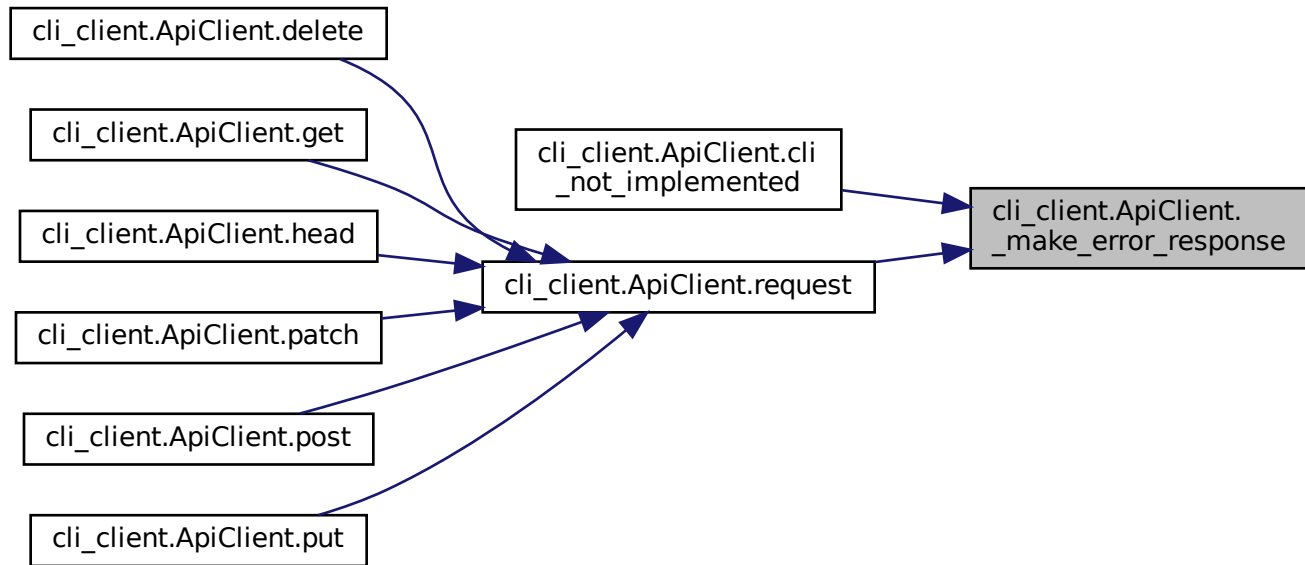 cli_client.ApiClient.delete
cli_client.ApiClient.get
cli_client.ApiClient.head
cli_client.ApiClient.patch
cli_client.ApiClient.post
cli_client.ApiClient.put
cli_client.ApiClient.cli
_not_implemented
cli_client.ApiClient.request
cli_client.ApiClient.
_make_error_response